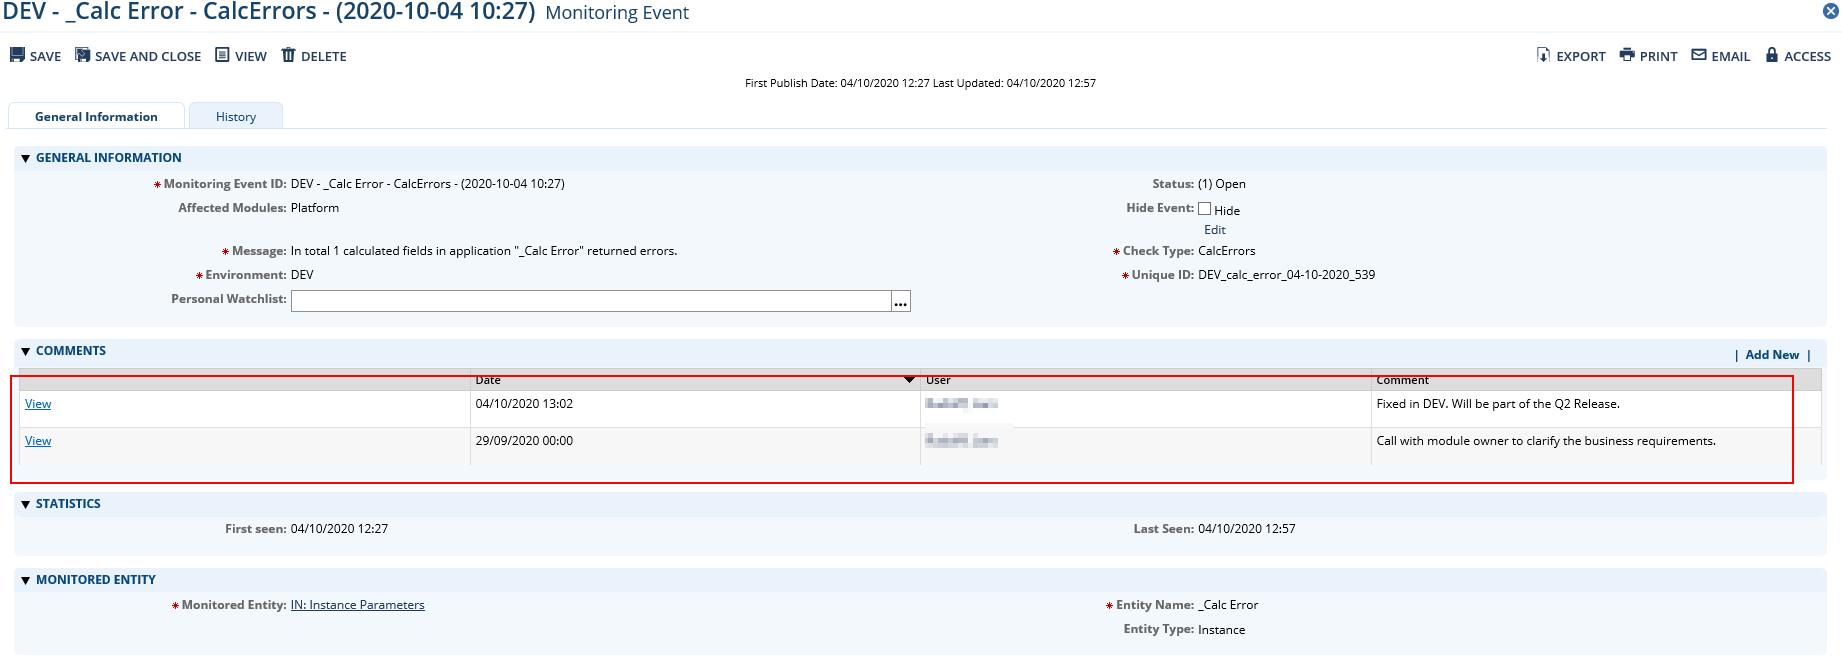 DEV - _Calc Error - CalcErrors - (2020-10-04 10:27) Monitoring Event
SAVE SAVE AND CLOSE VIEW DELETE EXPORT PRINT EMAIL ACCESS
First Publish Date: 04/10/2020 12:27 Last Updated: 04/10/2020 12:57
General Information History
GENERAL INFORMATION
* Monitoring Event ID: DEV - _Calc Error - CalcErrors - (2020-10-04 10:27) Status: (1) Open
Affected Modules: Platform Hide Event: Hide
Edit
* Message: In total 1 calculated fields in application "_Calc Error" returned errors. * Check Type: CalcErrors
* Environment: DEV * Unique ID: DEV_calc_error_04-10-2020_539
Personal Watchlist: ...
COMMENTS | Add New |
Date User Comment
View 04/10/2020 13:02 Fixed in DEV. Will be part of the Q2 Release.
View 29/09/2020 00:00 Call with module owner to clarify the business requirements.
STATISTICS
First seen: 04/10/2020 12:27 Last Seen: 04/10/2020 12:57
MONITORED ENTITY
* Monitored Entity: IN: Instance Parameters * Entity Name: _Calc Error
Entity Type: Instance